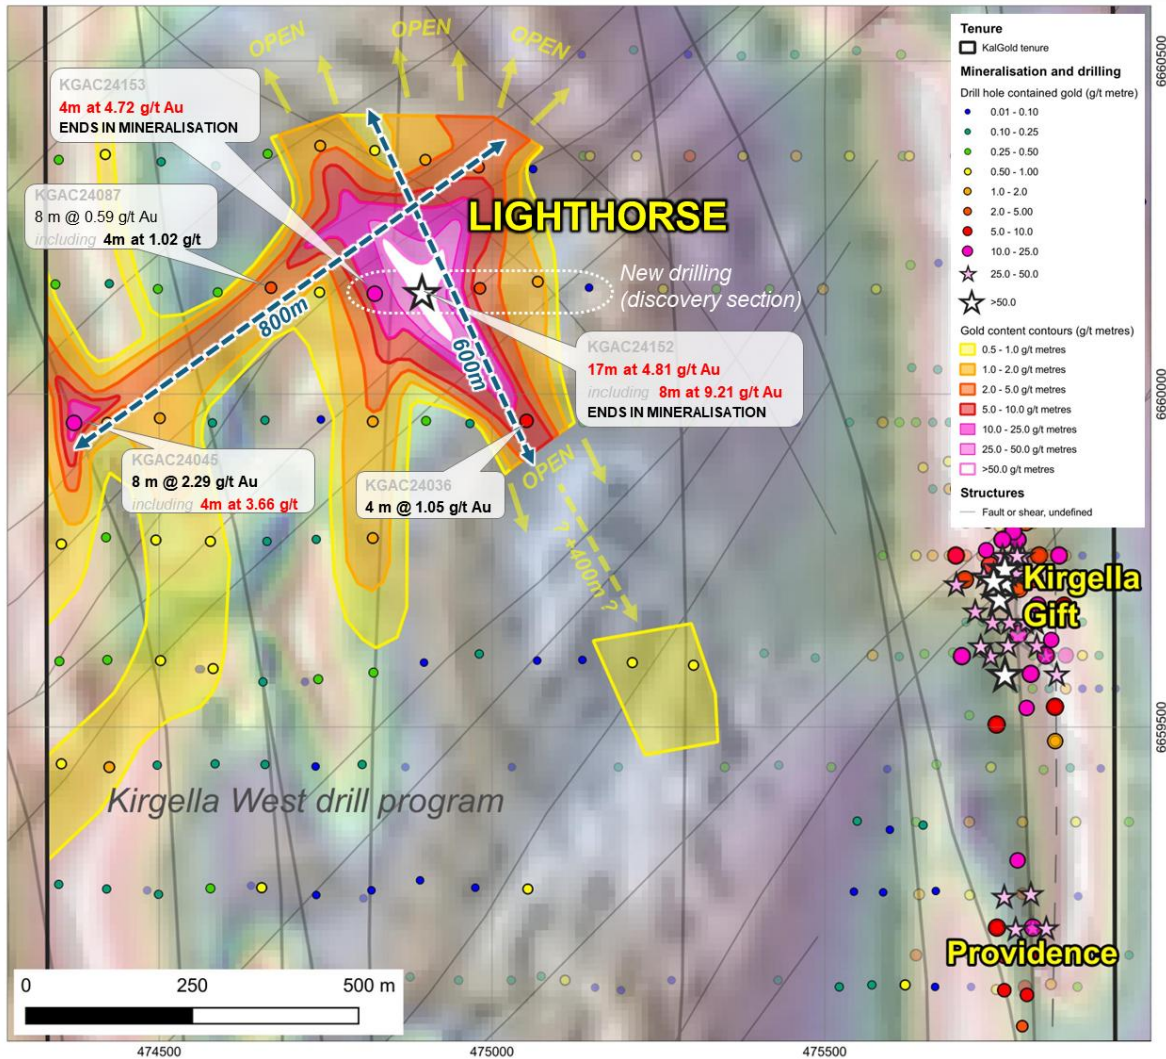 OPEN
OPEN
OPEN
KGAC24153
4m at 4.72 g/t Au
ENDS IN MINERALISATION
KGAC24087
8 m @ 0.59 g/t Au
including 4m at 1.02 g/t
LIGHTHORSE
New drilling
(discovery section)
800m
600m
KGAC24152
17m at 4.81 g/t Au
including 8m at 9.21 g/t Au
ENDS IN MINERALISATION
KGAC24045
8 m @ 2.29 g/t Au
including 4m at 3.66 g/t
KGAC24036
4 m @ 1.05 g/t Au
OPEN
? +400m ?
Kirgella
Gift
Kirgella West drill program
Providence
Tenure
KalGold tenure
Mineralisation and drilling
Drill hole contained gold (g/t metre)
0.01 - 0.10
0.10 - 0.25
0.25 - 0.50
0.50 - 1.00
1.0 - 2.0
2.0 - 5.00
5.0 - 10.0
10.0 - 25.0
25.0 - 50.0
>50.0
Gold content contours (g/t metres)
0.5 - 1.0 g/t metres
1.0 - 2.0 g/t metres
2.0 - 5.0 g/t metres
5.0 - 10.0 g/t metres
10.0 - 25.0 g/t metres
25.0 - 50.0 g/t metres
>50.0 g/t metres
Structures
Fault or shear, undefined
6660500
6660000
6659500
0 250 500 m
474500 475000 475500